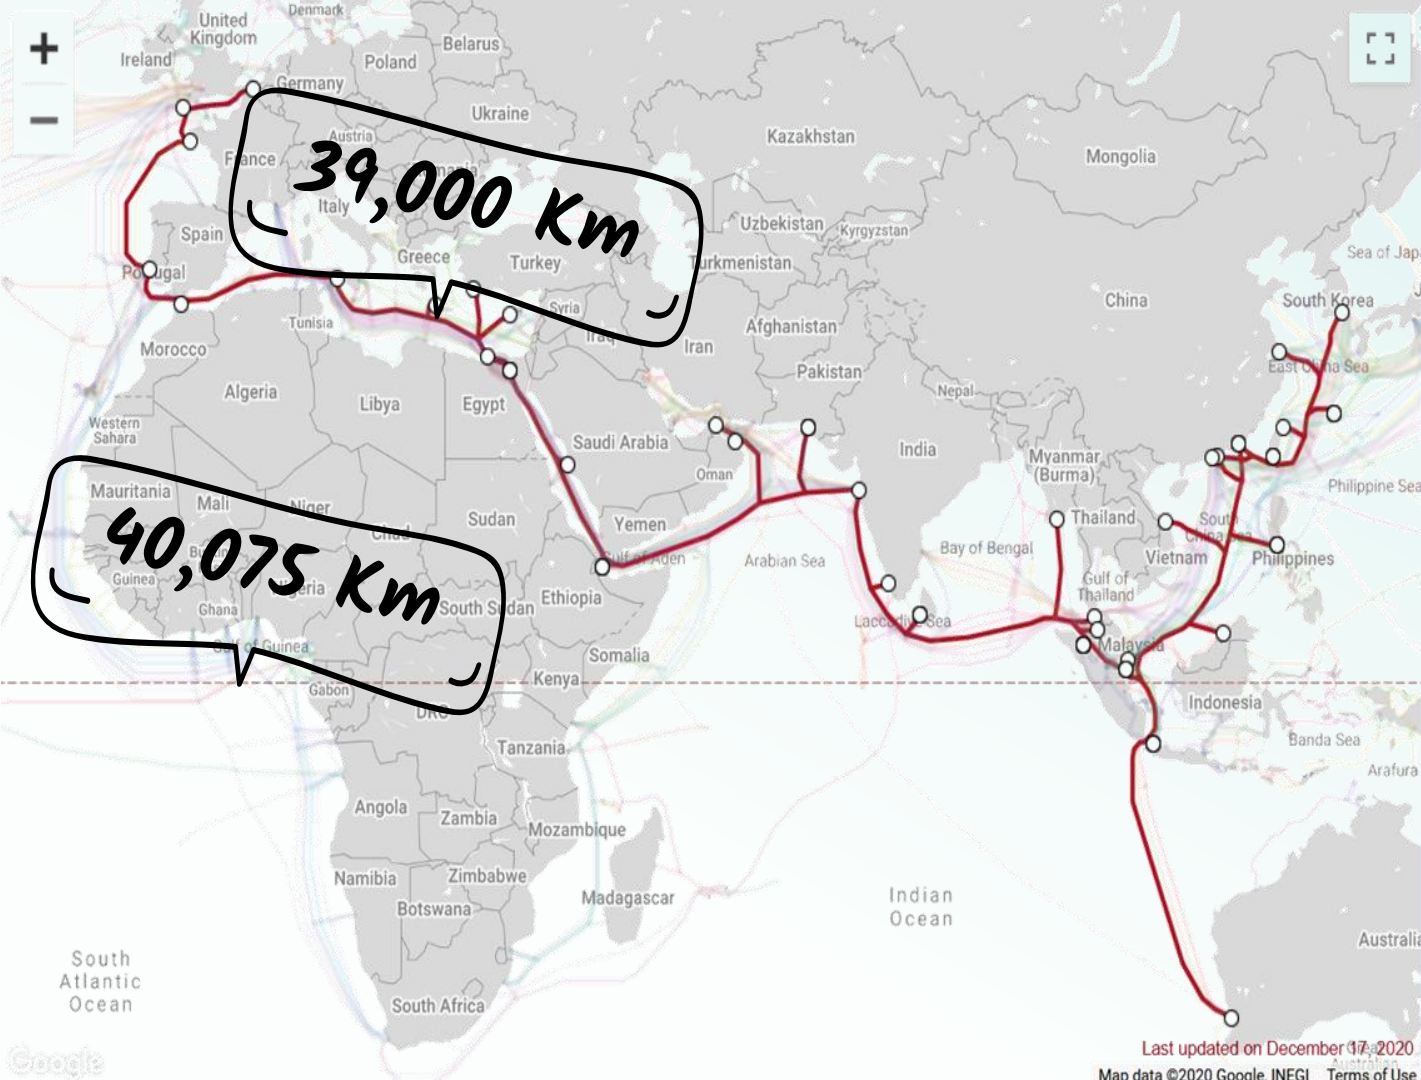 +
−
United
Kingdom
Denmark
Ireland
Belarus
Poland
Germany
Ukraine
Austria
France
Kazakhstan
Mongolia
39,000 Km
Italy
Spain
Greece
Turkey
Uzbekistan
Kyrgyzstan
Turkmenistan
Sea of Jap
Portugal
China
South Korea
Syria
Tunisia
Afghanistan
Iraq
Iran
Morocco
Pakistan
East China Sea
Algeria
Libya
Egypt
Nepal
Western
Sahara
Saudi Arabia
India
Myanmar
(Burma)
Oman
Philippine Sea
Mauritania
Mali
Niger
Chad
Sudan
Yemen
Thailand
South
China Sea
40,075 Km
Gulf of Aden
Arabian Sea
Bay of Bengal
Vietnam
Philippines
Guinea
Ghana
Gulf of
Thailand
Ethiopia
South Sudan
Laccadive Sea
Gulf of Guinea
Malaysia
Somalia
Kenya
Gabon
DRC
Indonesia
Tanzania
Banda Sea
Arafura
Angola
Zambia
Mozambique
Namibia
Zimbabwe
Botswana
Madagascar
Indian
Ocean
Australia
South
Atlantic
Ocean
South Africa
Google
Last updated on December 17, 2020
Great
Australian
Map data ©2020 Google, INEGI Terms of Use